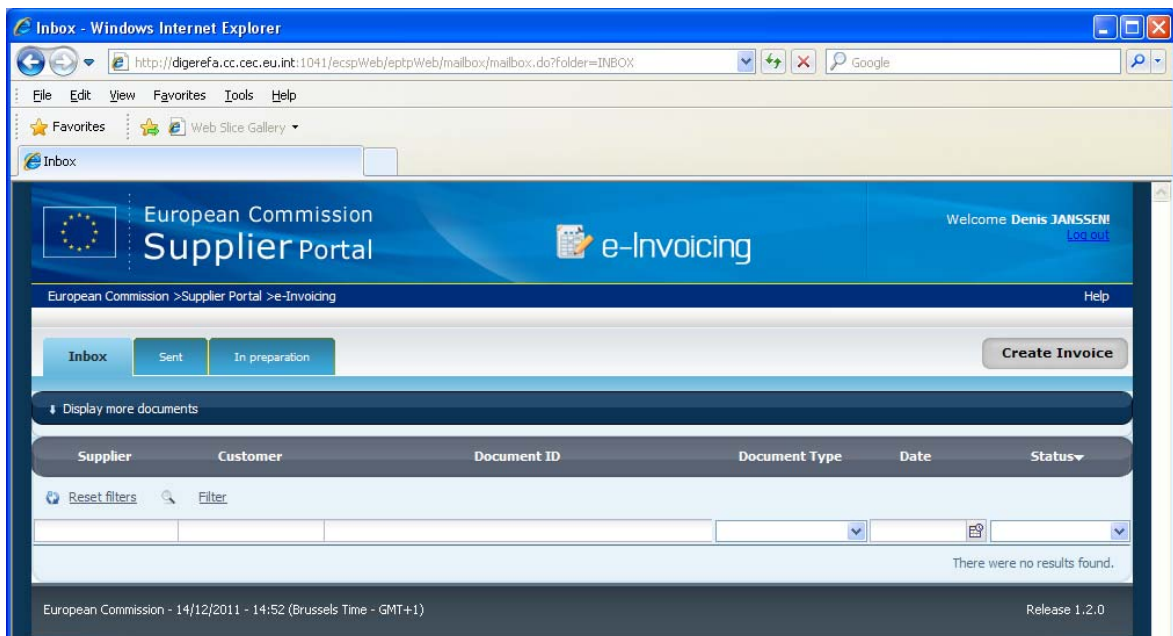 Inbox - Windows Internet Explorer
http://digerefa.cc.cec.eu.int:1041/ecspWeb/eptpWeb/mailbox/mailbox.do?folder=INBOX Google
File Edit View Favorites Tools Help
Favorites Web Slice Gallery
Inbox
European Commission
Supplier Portal
e-Invoicing
Welcome Denis JANSSEN!
Log out
European Commission >Supplier Portal >e-Invoicing Help
Inbox Sent In preparation Create Invoice
Display more documents
Supplier Customer Document ID Document Type Date Status
Reset filters Filter
There were no results found.
European Commission - 14/12/2011 - 14:52 (Brussels Time - GMT+1) Release 1.2.0